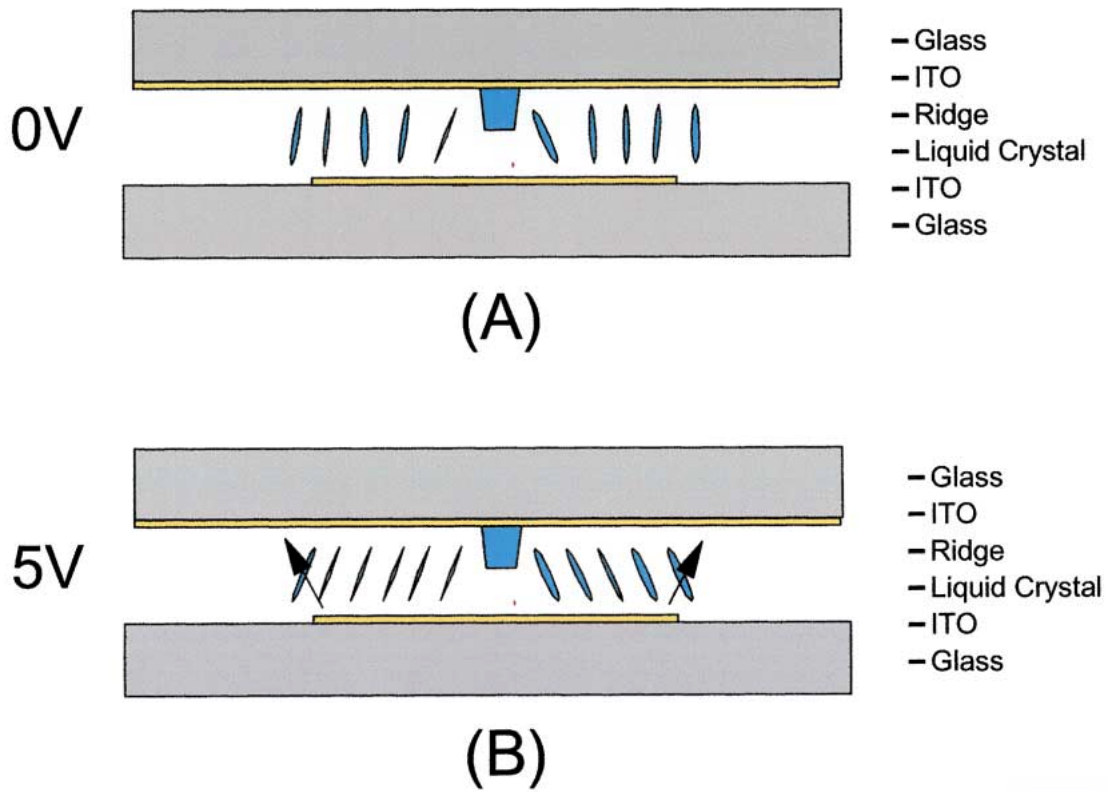 0V
– Glass
– ITO
– Ridge
– Liquid Crystal
– ITO
– Glass
(A)
5V
– Glass
– ITO
– Ridge
– Liquid Crystal
– ITO
– Glass
(B)